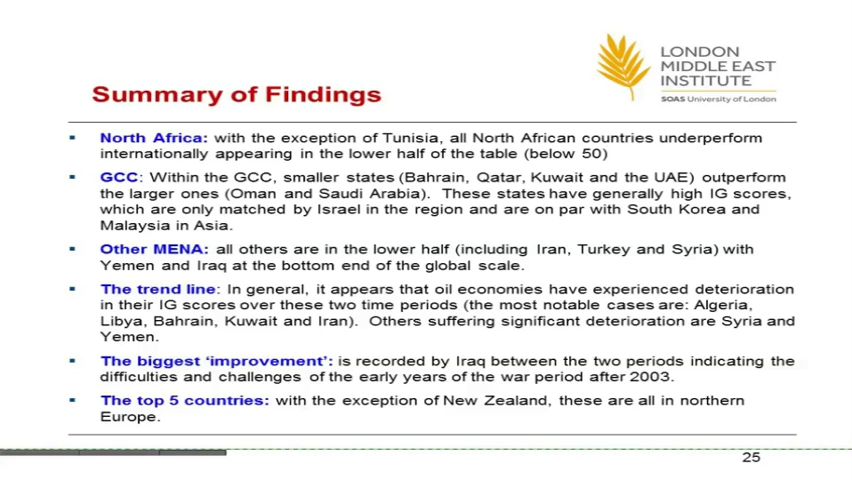 LONDON
MIDDLE EAST
INSTITUTE
SOAS University of London
Summary of Findings
▪ North Africa: with the exception of Tunisia, all North African countries underperform
internationally appearing in the lower half of the table (below 50)
▪ GCC: Within the GCC, smaller states (Bahrain, Qatar, Kuwait and the UAE) outperform
the larger ones (Oman and Saudi Arabia). These states have generally high IG scores,
which are only matched by Israel in the region and are on par with South Korea and
Malaysia in Asia.
▪ Other MENA: all others are in the lower half (including Iran, Turkey and Syria) with
Yemen and Iraq at the bottom end of the global scale.
▪ The trend line: In general, it appears that oil economies have experienced deterioration
in their IG scores over these two time periods (the most notable cases are: Algeria,
Libya, Bahrain, Kuwait and Iran). Others suffering significant deterioration are Syria and
Yemen.
▪ The biggest ‘improvement’: is recorded by Iraq between the two periods indicating the
difficulties and challenges of the early years of the war period after 2003.
▪ The top 5 countries: with the exception of New Zealand, these are all in northern
Europe.
25